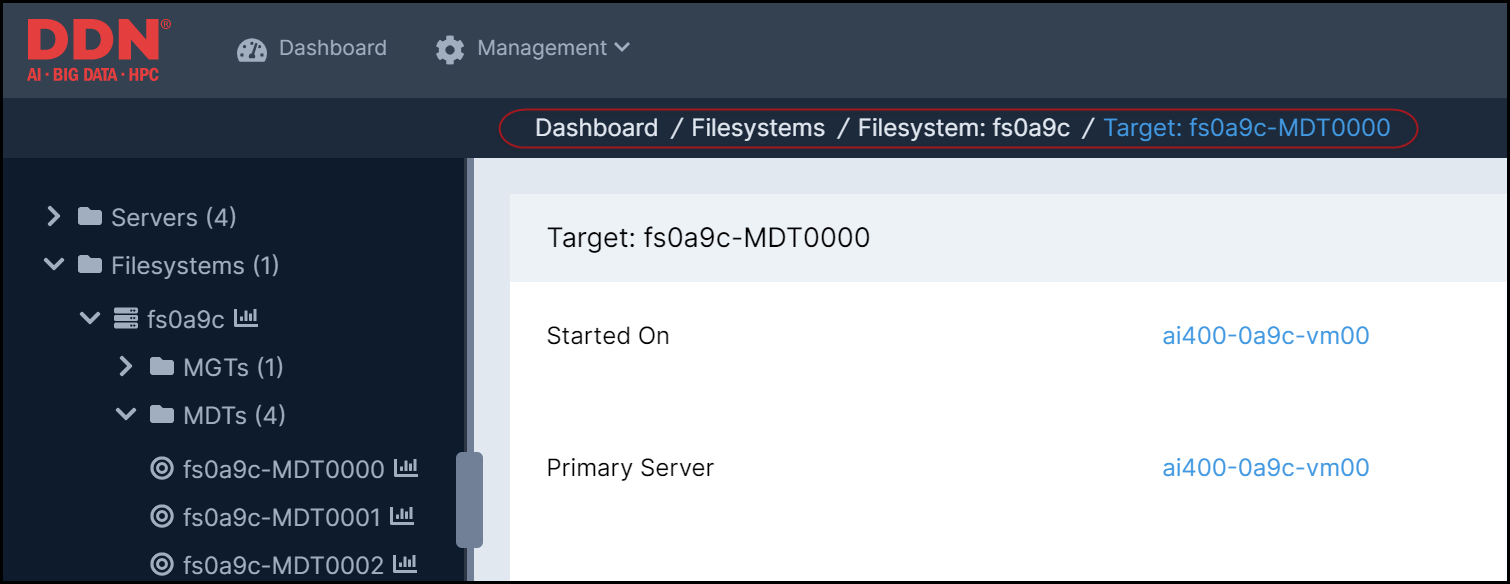 DDN®
AI · BIG DATA · HPC
Dashboard
Management
Dashboard / Filesystems / Filesystem: fs0a9c / Target: fs0a9c-MDT0000
Servers (4)
Filesystems (1)
fs0a9c
MGTs (1)
MDTs (4)
fs0a9c-MDT0000
fs0a9c-MDT0001
fs0a9c-MDT0002
Target: fs0a9c-MDT0000
Started On ai400-0a9c-vm00
Primary Server ai400-0a9c-vm00